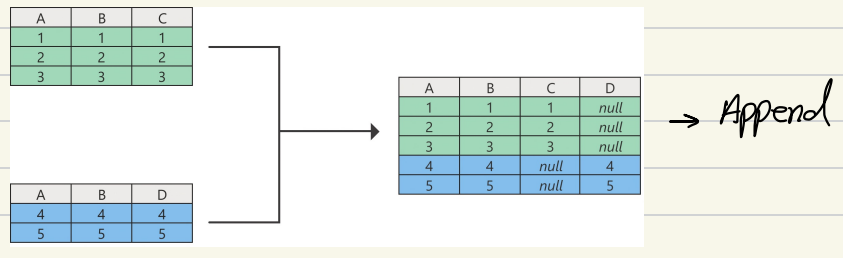 A B C
1 1 1
2 2 2
3 3 3
A B D
4 4 4
5 5 5
A B C D
1 1 1 null
2 2 2 null
3 3 3 null
4 4 null 4
5 5 null 5
→ Append